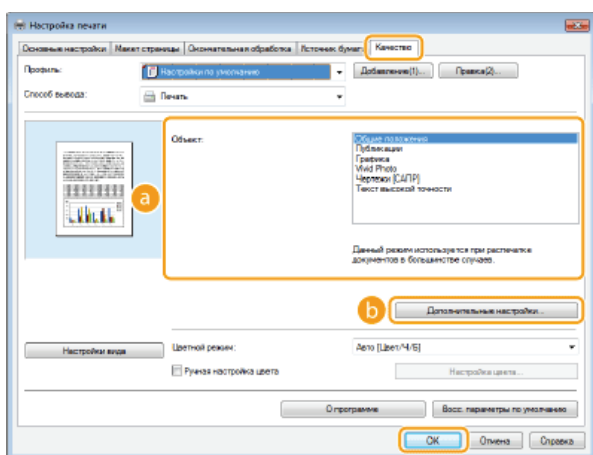 Настройка печати
Основные настройки Макет страницы Окончательная обработка Источник бумаги Качество
Профиль: Настройки по умолчанию Добавление(1)... Правка(2)...
Способ вывода: Печать
Объект: Общие положения
Публикации
Графика
Vivid Photo
Чертежи [САПР]
Текст высокой точности
a
Данный режим используется при распечатке
документов в большинстве случаев.
b Дополнительные настройки...
Настройки вида Цветной режим: Авто [Цвет/Ч/Б]
Ручная настройка цвета Настройка цвета...
О программе Восс. параметры по умолчанию
OK Отмена Справка